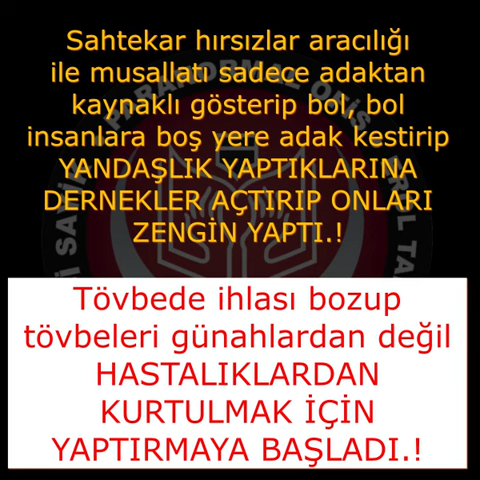 Sahtekar hırsızlar aracılığı
ile musallatı sadece adaktan
kaynaklı gösterip bol, bol
insanlara boş yere adak kestirip
YANDAŞLIK YAPTIKLARINA
DERNEKLER AÇTIRIP ONLARI
ZENGİN YAPTI.!
Tövbede ihlası bozup
tövbeleri günahlardan değil
HASTALIKLARDAN
KURTULMAK İÇİN
YAPTIRMAYA BAŞLADI.!